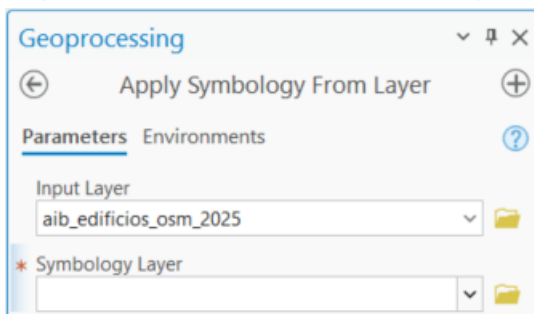 Geoprocessing
Apply Symbology From Layer
Parameters Environments
Input Layer
aib_edificios_osm_2025
* Symbology Layer